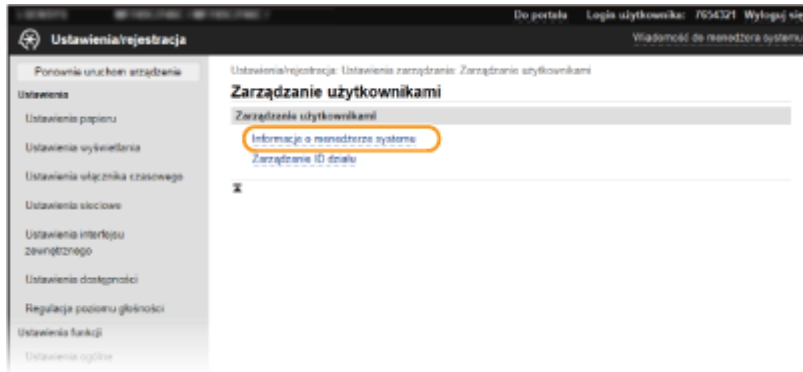 Do portalu Login użytkownika: 7654321 Wyloguj się
Ustawienia/rejestracja
Wiadomość do menedżera systemu
Ponownie uruchom urządzenie
Ustawienia
Ustawienia papieru
Ustawienia wyświetlania
Ustawienia włącznika czasowego
Ustawienia sieciowe
Ustawienia interfejsu
zewnętrznego
Ustawienia dostępności
Regulacja poziomu głośności
Ustawienia funkcji
Ustawienia ogólne
Ustawienia/rejestracja: Ustawienia zarządzania: Zarządzanie użytkownikami
Zarządzanie użytkownikami
Zarządzanie użytkownikami
Informacje o menedżerze systemu
Zarządzanie ID działu